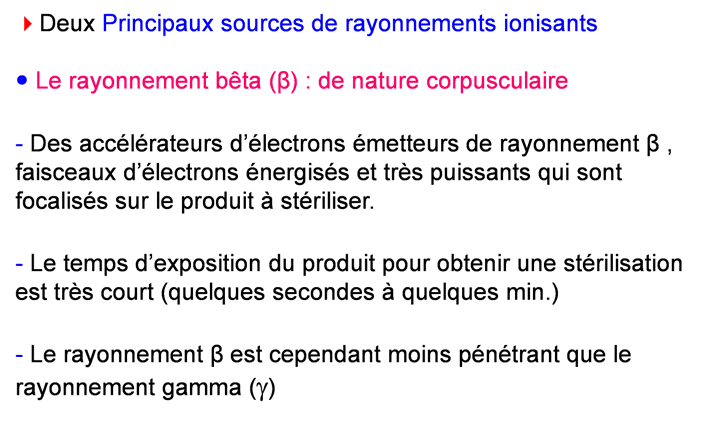 Deux Principaux sources de rayonnements ionisants
• Le rayonnement bêta (β) : de nature corpusculaire
- Des accélérateurs d’électrons émetteurs de rayonnement β ,
faisceaux d’électrons énergisés et très puissants qui sont
focalisés sur le produit à stériliser.
- Le temps d’exposition du produit pour obtenir une stérilisation
est très court (quelques secondes à quelques min.)
- Le rayonnement β est cependant moins pénétrant que le
rayonnement gamma (γ)